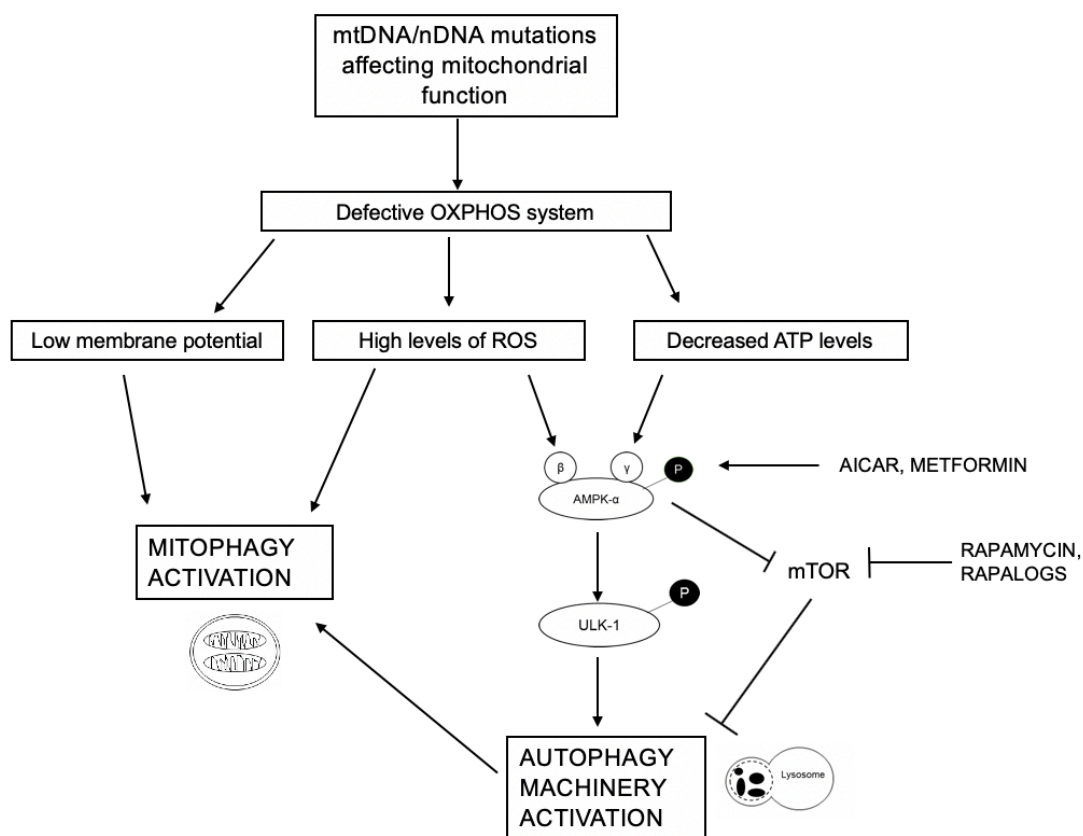 mtDNA/nDNA mutations
affecting mitochondrial
function
Defective OXPHOS system
Low membrane potential
High levels of ROS
Decreased ATP levels
β
γ
P
AMPK-α
AICAR, METFORMIN
MITOPHAGY
ACTIVATION
mTOR
RAPAMYCIN,
RAPALOGS
P
ULK-1
AUTOPHAGY
MACHINERY
ACTIVATION
Lysosome